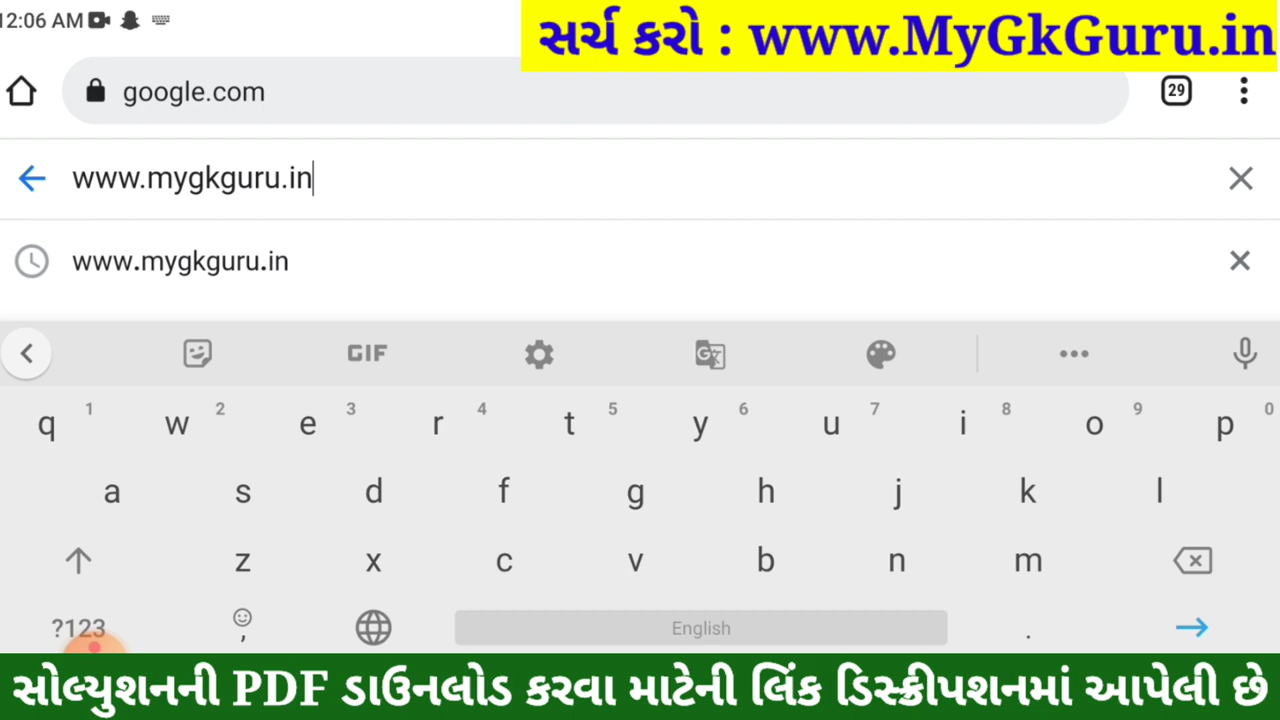 12:06 AM
સર્ચ કરો : www.MyGkGuru.in
google.com
29
www.mygkguru.in
www.mygkguru.in
GIF
q 1 w 2 e 3 r 4 t 5 y 6 u 7 i 8 o 9 p 0
a s d f g h j k l
z x c v b n m
?123 , English .
સોલ્યુશનની PDF ડાઉનલોડ કરવા માટેની લિંક ડિસ્ક્રીપશનમાં આપેલી છે